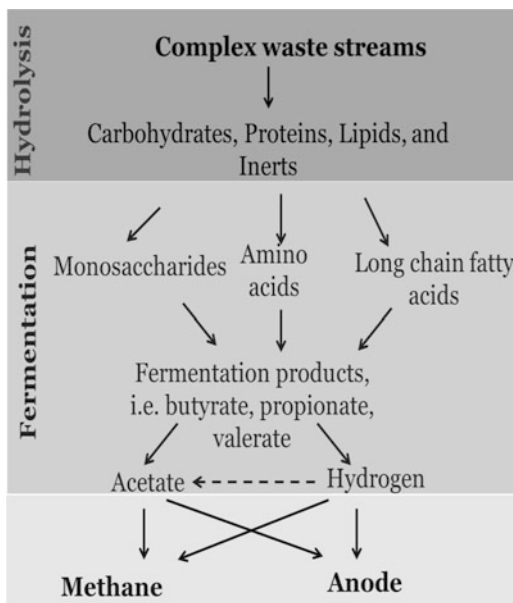 Hydrolysis
Complex waste streams
Carbohydrates, Proteins, Lipids, and
Inerts
Fermentation
Monosaccharides
Amino
acids
Long chain fatty
acids
Fermentation products,
i.e. butyrate, propionate,
valerate
Acetate
Hydrogen
Methane
Anode